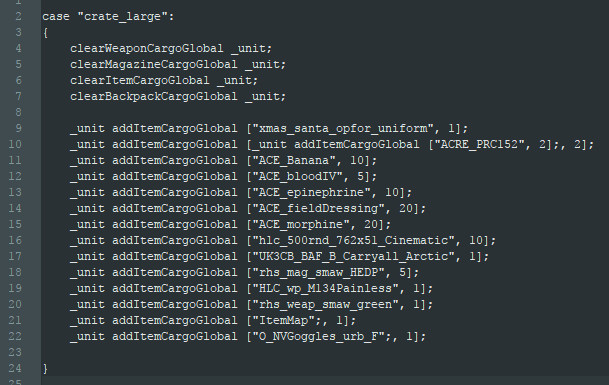 1
2 case "crate_large":
3 {
4 clearWeaponCargoGlobal _unit;
5 clearMagazineCargoGlobal _unit;
6 clearItemCargoGlobal _unit;
7 clearBackpackCargoGlobal _unit;
8
9 _unit addItemCargoGlobal ["xmas_santa_opfor_uniform", 1];
10 _unit addItemCargoGlobal [_unit addItemCargoGlobal ["ACRE_PRC152", 2];, 2];
11 _unit addItemCargoGlobal ["ACE_Banana", 10];
12 _unit addItemCargoGlobal ["ACE_bloodIV", 5];
13 _unit addItemCargoGlobal ["ACE_epinephrine", 10];
14 _unit addItemCargoGlobal ["ACE_fieldDressing", 20];
15 _unit addItemCargoGlobal ["ACE_morphine", 20];
16 _unit addItemCargoGlobal ["hlc_500rnd_762x51_Cinematic", 10];
17 _unit addItemCargoGlobal ["UK3CB_BAF_B_Carryall_Arctic", 1];
18 _unit addItemCargoGlobal ["rhs_mag_smaw_HEDP", 5];
19 _unit addItemCargoGlobal ["HLC_wp_M134Painless", 1];
20 _unit addItemCargoGlobal ["rhs_weap_smaw_green", 1];
21 _unit addItemCargoGlobal ["ItemMap";, 1];
22 _unit addItemCargoGlobal ["O_NVGoggles_urb_F";, 1];
23
24 }
25